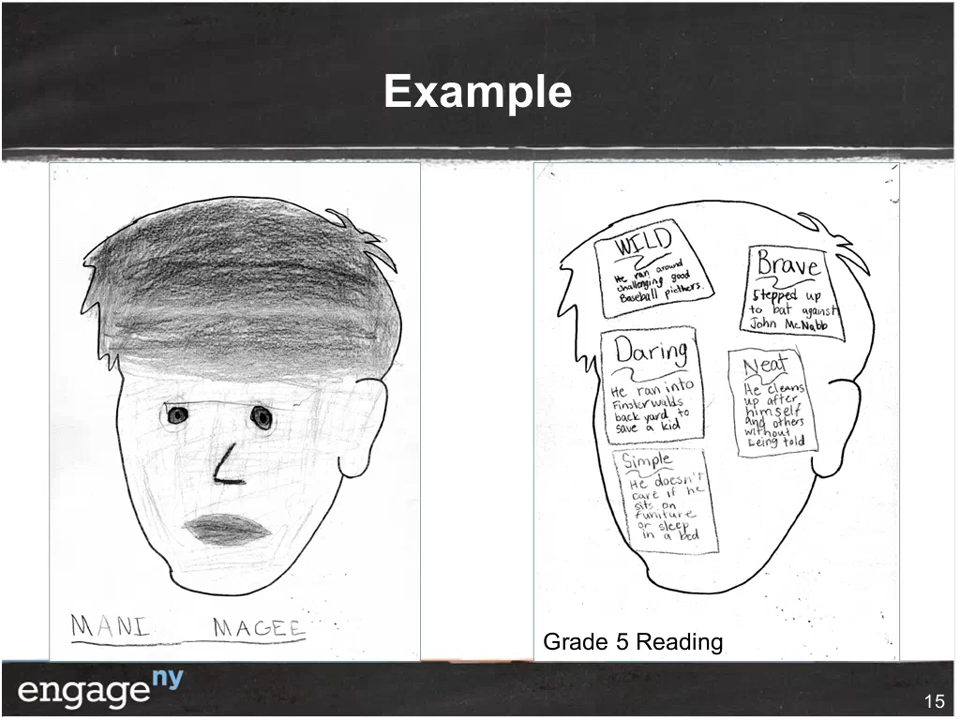 Example
WILD
He ran around
challenging good
Baseball piethers.
Brave
Stepped up
to bat against
John McNabb
Daring
He ran into
Finsterwalds
back yard to
save a kid
Neat
He cleans
up after
himself
and others
without
being told
Simple
He doesn't
care if he
sits on
funiture
or sleep
in a bed
MANI MAGEE
Grade 5 Reading
engageny
15